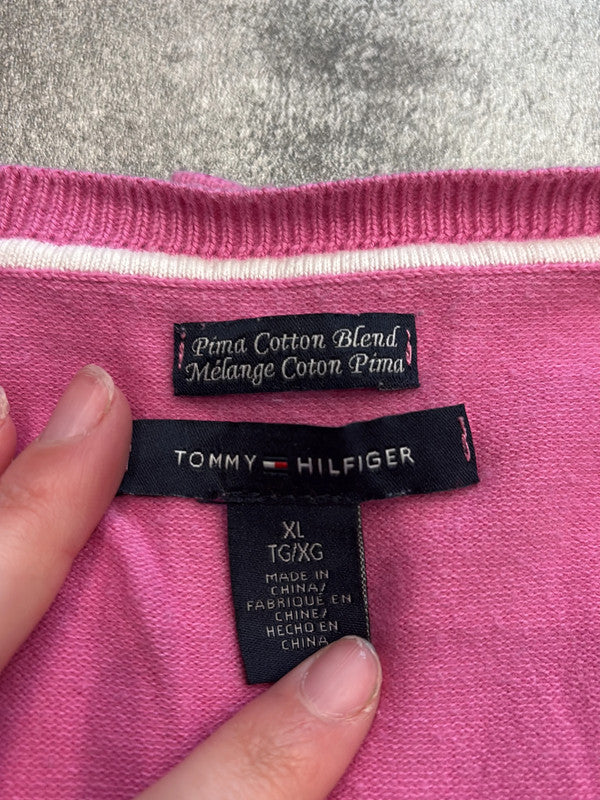 Pima Cotton Blend
Mélange Coton Pima
TOMMY HILFIGER
XL
TG/XG
MADE IN
CHINA/
FABRIQUÉ EN
CHINE/
HECHO EN
CHINA